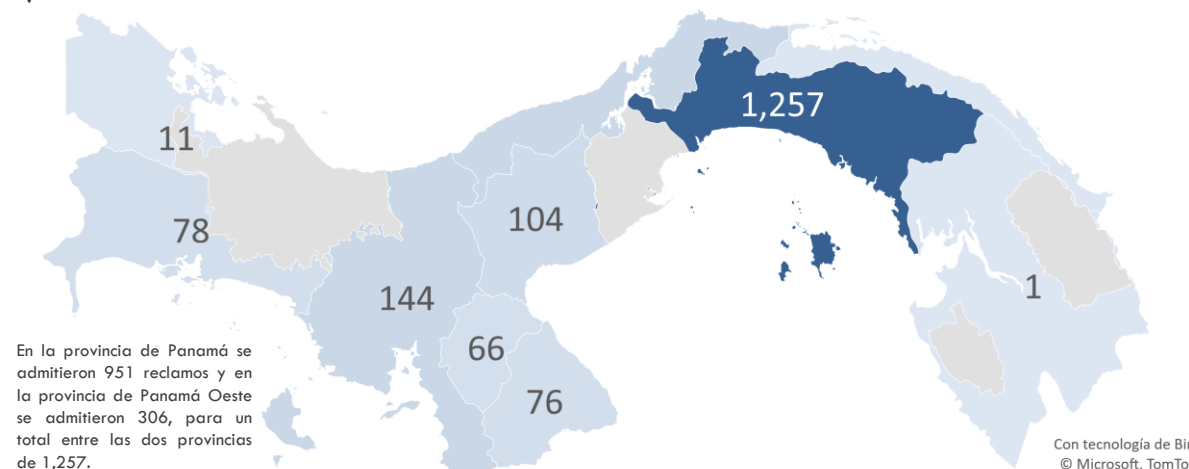 1,257
11
78
104
144
1
66
76
En la provincia de Panamá se
admitieron 951 reclamos y en
la provincia de Panamá Oeste
se admitieron 306, para un
total entre las dos provincias
de 1,257.
Con tecnología de Bin
© Microsoft, TomTo